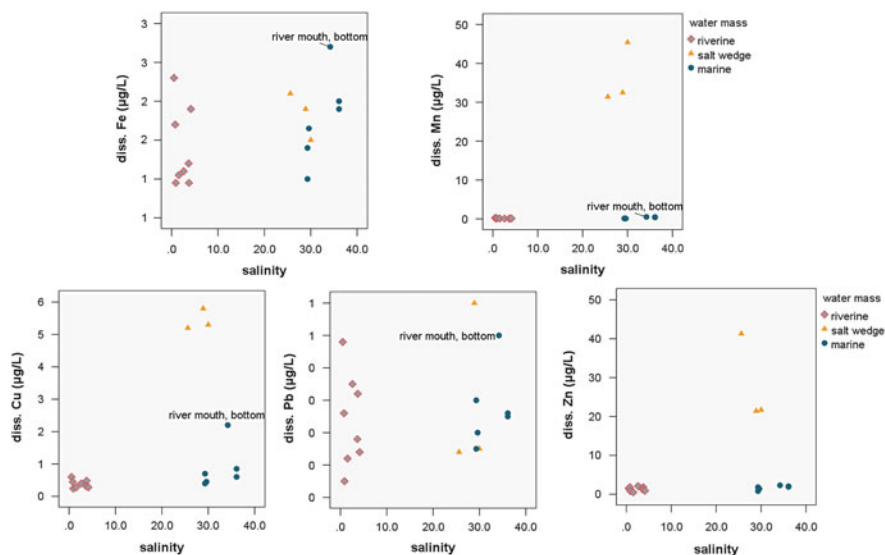 3
3
2
2
1
1
diss. Fe (µg/L)
river mouth, bottom
.0 10.0 20.0 30.0 40.0
salinity
50
40
30
20
10
0
diss. Mn (µg/L)
river mouth, bottom
.0 10.0 20.0 30.0 40.0
salinity
water mass
riverine
salt wedge
marine
6
5
4
3
2
1
0
diss. Cu (µg/L)
river mouth, bottom
.0 10.0 20.0 30.0 40.0
salinity
1
1
0
0
0
0
0
diss. Pb (µg/L)
river mouth, bottom
.0 10.0 20.0 30.0 40.0
salinity
50
40
30
20
10
0
diss. Zn (µg/L)
.0 10.0 20.0 30.0 40.0
salinity
water mass
riverine
salt wedge
marine